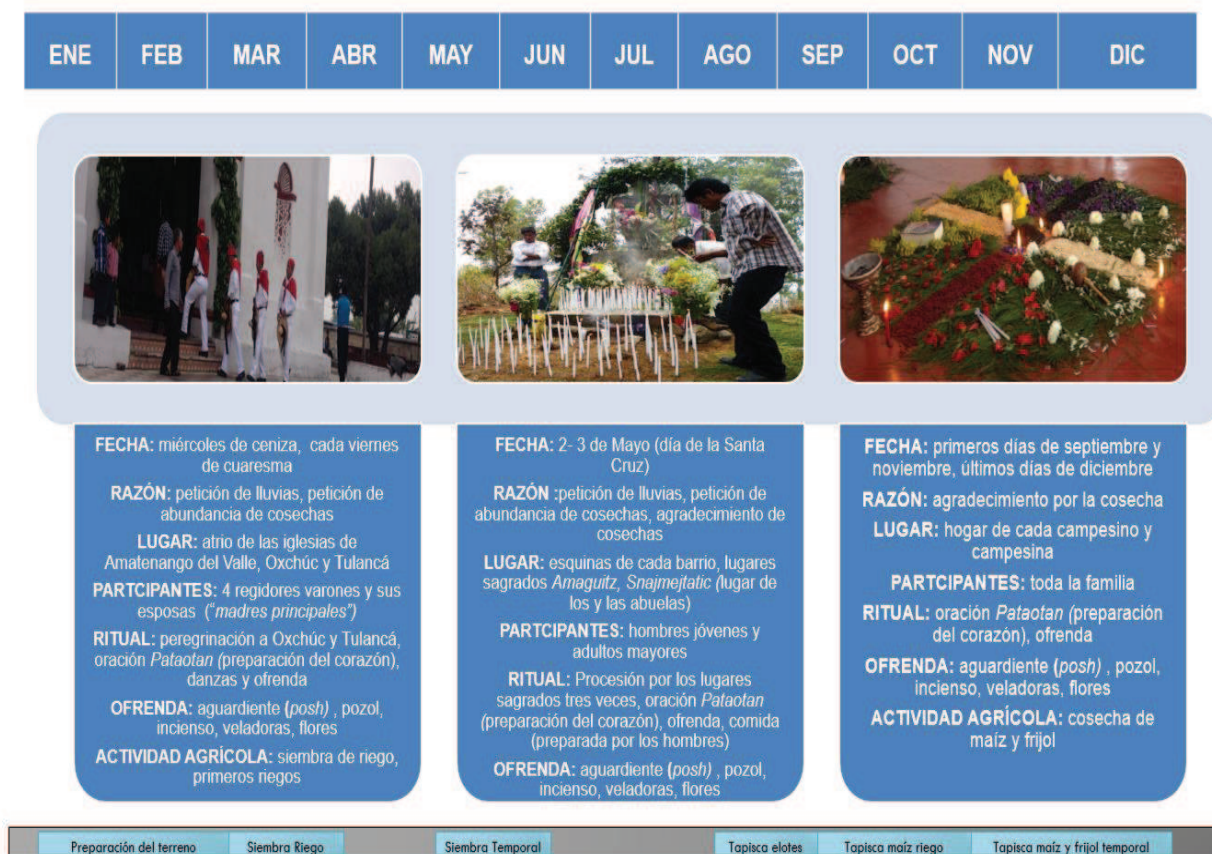 ENE FEB MAR ABR MAY JUN JUL AGO SEP OCT NOV DIC
FECHA: miércoles de ceniza, cada viernes
de cuaresma
RAZÓN: petición de lluvias, petición de
abundancia de cosechas
LUGAR: atrio de las iglesias de
Amatenango del Valle, Oxchúc y Tulancá
PARTCIPANTES: 4 regidores varones y sus
esposas ("madres principales")
RITUAL: peregrinación a Oxchúc y Tulancá,
oración Pataotan (preparación del corazón),
danzas y ofrenda
OFRENDA: aguardiente (posh) , pozol,
incienso, veladoras, flores
ACTIVIDAD AGRÍCOLA: siembra de riego,
primeros riegos
FECHA: 2- 3 de Mayo (día de la Santa
Cruz)
RAZÓN :petición de lluvias, petición de
abundancia de cosechas, agradecimiento de
cosechas
LUGAR: esquinas de cada barrio, lugares
sagrados Amaguitz, Snajmejtatic (lugar de
los y las abuelas)
PARTCIPANTES: hombres jóvenes y
adultos mayores
RITUAL: Procesión por los lugares
sagrados tres veces, oración Pataotan
(preparación del corazón), ofrenda, comida
(preparada por los hombres)
OFRENDA: aguardiente (posh) , pozol,
incienso, veladoras, flores
FECHA: primeros días de septiembre y
noviembre, últimos días de diciembre
RAZÓN: agradecimiento por la cosecha
LUGAR: hogar de cada campesino y
campesina
PARTCIPANTES: toda la familia
RITUAL: oración Pataotan (preparación
del corazón), ofrenda
OFRENDA: aguardiente (posh) , pozol,
incienso, veladoras, flores
ACTIVIDAD AGRÍCOLA: cosecha de
maíz y frijol
Preparación del terreno Siembra Riego Siembra Temporal Tapisca elotes Tapisca maíz riego Tapisca maíz y frijol temporal